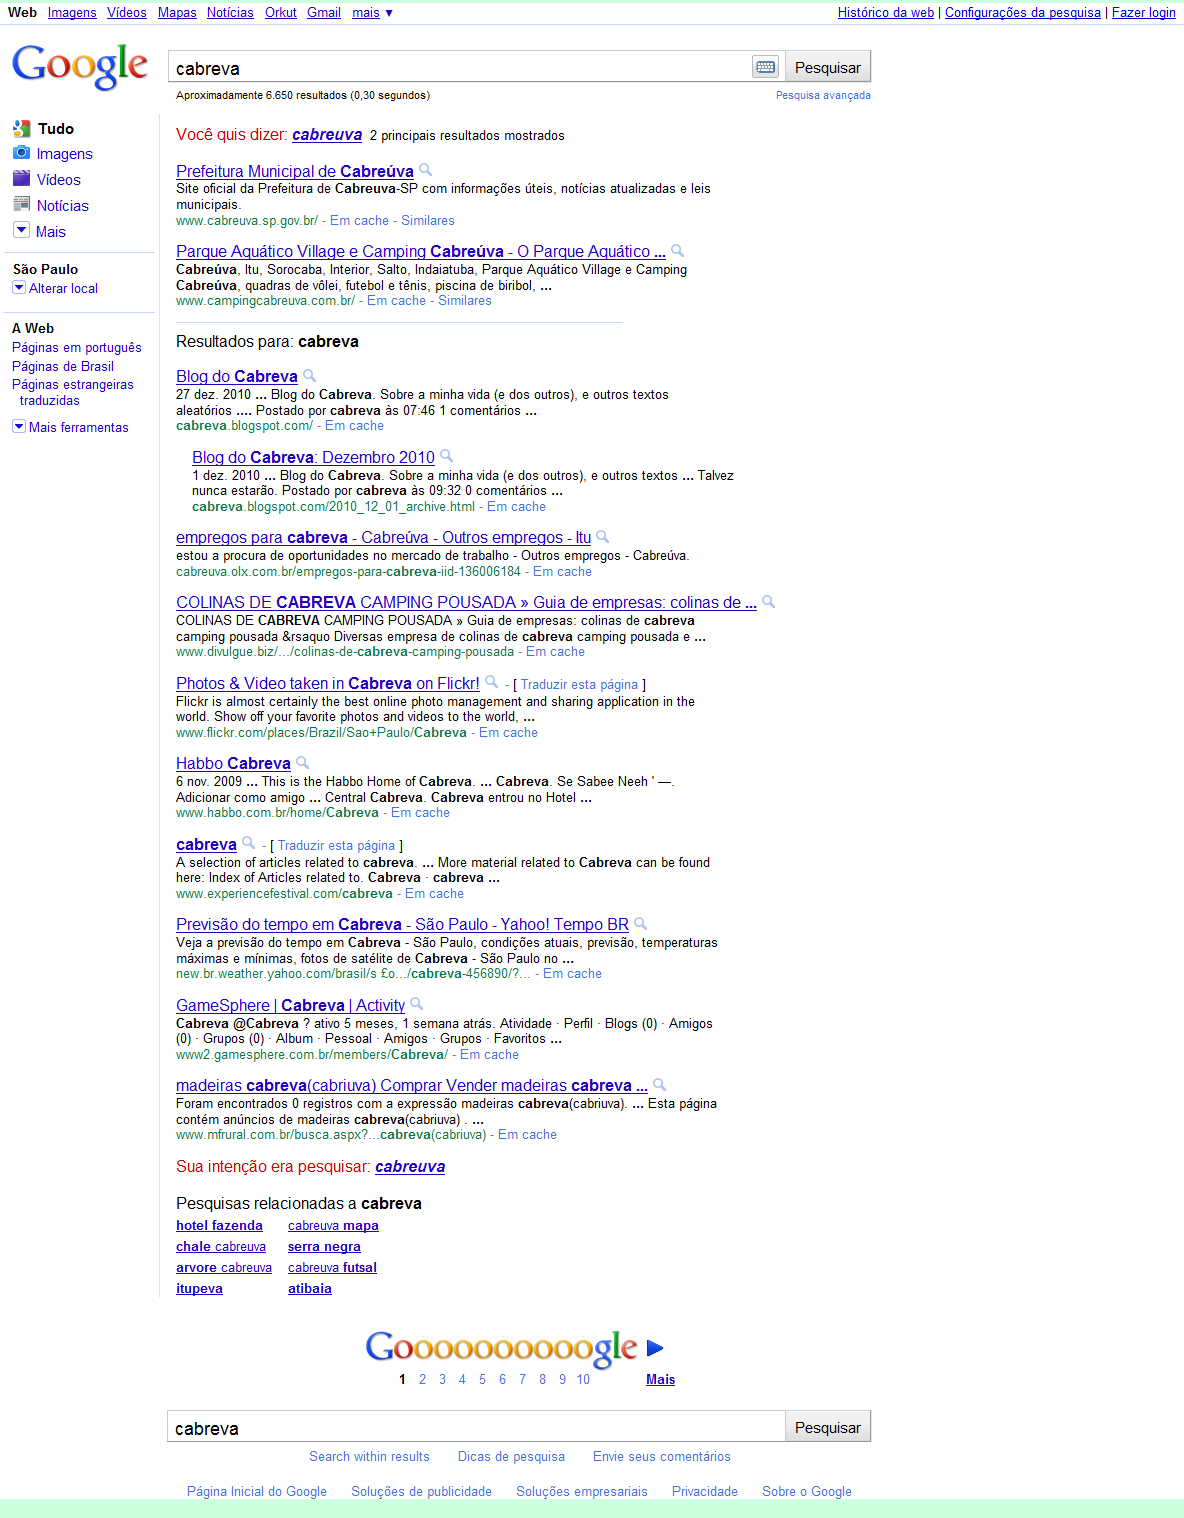 Web Imagens Vídeos Mapas Notícias Orkut Gmail mais ▼ Histórico da web | Configurações da pesquisa | Fazer login
Google
cabreva Pesquisar
Aproximadamente 6.650 resultados (0,30 segundos) Pesquisa avançada
Tudo
Imagens
Vídeos
Notícias
Mais
São Paulo
Alterar local
A Web
Páginas em português
Páginas de Brasil
Páginas estrangeiras
traduzidas
Mais ferramentas
Você quis dizer: cabreuva 2 principais resultados mostrados
Prefeitura Municipal de Cabreúva
Site oficial da Prefeitura de Cabreuva-SP com informações úteis, notícias atualizadas e leis
municipais.
www.cabreuva.sp.gov.br/ - Em cache - Similares
Parque Aquático Village e Camping Cabreúva - O Parque Aquático ...
Cabreúva, Itu, Sorocaba, Interior, Salto, Indaiatuba, Parque Aquático Village e Camping
Cabreúva, quadras de vôlei, futebol e tênis, piscina de biribol, ...
www.campingcabreuva.com.br/ - Em cache - Similares
Resultados para: cabreva
Blog do Cabreva
27 dez. 2010 ... Blog do Cabreva. Sobre a minha vida (e dos outros), e outros textos
aleatórios .... Postado por cabreva às 07:46 1 comentários ...
cabreva.blogspot.com/ - Em cache
Blog do Cabreva: Dezembro 2010
1 dez. 2010 ... Blog do Cabreva. Sobre a minha vida (e dos outros), e outros textos ... Talvez
nunca estarão. Postado por cabreva às 09:32 0 comentários ...
cabreva.blogspot.com/2010_12_01_archive.html - Em cache
empregos para cabreva - Cabreúva - Outros empregos - Itu
estou a procura de oportunidades no mercado de trabalho - Outros empregos - Cabreúva.
cabreuva.olx.com.br/empregos-para-cabreva-iid-136006184 - Em cache
COLINAS DE CABREVA CAMPING POUSADA » Guia de empresas: colinas de ...
COLINAS DE CABREVA CAMPING POUSADA » Guia de empresas: colinas de cabreva
camping pousada &rsaquo Diversas empresa de colinas de cabreva camping pousada e ...
www.divulgue.biz/.../colinas-de-cabreva-camping-pousada - Em cache
Photos & Video taken in Cabreva on Flickr! - [ Traduzir esta página ]
Flickr is almost certainly the best online photo management and sharing application in the
world. Show off your favorite photos and videos to the world, ...
www.flickr.com/places/Brazil/Sao+Paulo/Cabreva - Em cache
Habbo Cabreva
6 nov. 2009 ... This is the Habbo Home of Cabreva. ... Cabreva. Se Sabee Neeh ' —.
Adicionar como amigo ... Central Cabreva. Cabreva entrou no Hotel ...
www.habbo.com.br/home/Cabreva - Em cache
cabreva - [ Traduzir esta página ]
A selection of articles related to cabreva. ... More material related to Cabreva can be found
here: Index of Articles related to. Cabreva · cabreva ...
www.experiencefestival.com/cabreva - Em cache
Previsão do tempo em Cabreva - São Paulo - Yahoo! Tempo BR
Veja a previsão do tempo em Cabreva - São Paulo, condições atuais, previsão, temperaturas
máximas e mínimas, fotos de satélite de Cabreva - São Paulo no ...
new.br.weather.yahoo.com/brasil/s £o.../cabreva-456890/?... - Em cache
GameSphere | Cabreva | Activity
Cabreva @Cabreva ? ativo 5 meses, 1 semana atrás. Atividade · Perfil · Blogs (0) · Amigos
(0) · Grupos (0) · Album · Pessoal · Amigos · Grupos · Favoritos ...
www2.gamesphere.com.br/members/Cabreva/ - Em cache
madeiras cabreva(cabriuva) Comprar Vender madeiras cabreva ...
Foram encontrados 0 registros com a expressão madeiras cabreva(cabriuva). ... Esta página
contém anúncios de madeiras cabreva(cabriuva) . ...
www.mfrural.com.br/busca.aspx?...cabreva(cabriuva) - Em cache
Sua intenção era pesquisar: cabreuva
Pesquisas relacionadas a cabreva
hotel fazenda cabreuva mapa
chale cabreuva serra negra
arvore cabreuva cabreuva futsal
itupeva atibaia
Goooooooooogle
1 2 3 4 5 6 7 8 9 10 Mais
cabreva Pesquisar
Search within results Dicas de pesquisa Envie seus comentários
Página Inicial do Google Soluções de publicidade Soluções empresariais Privacidade Sobre o Google